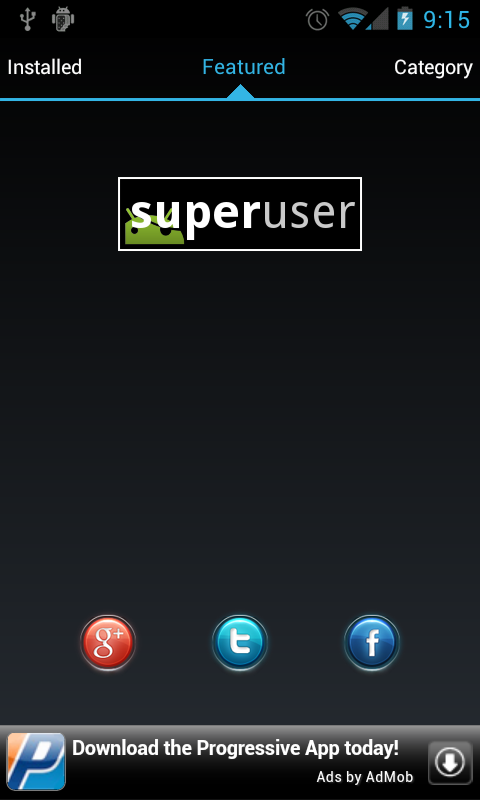 9:15
Installed Featured Category
superuser
g+ t f
Download the Progressive App today!
Ads by AdMob